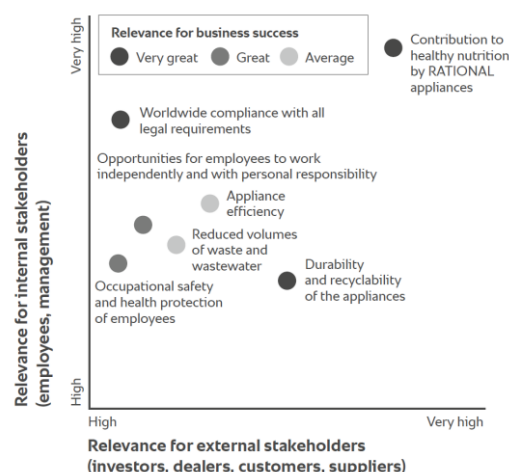 Very high
Relevance for business success
Very great
Great
Average
Contribution to
healthy nutrition
by RATIONAL
appliances
Worldwide compliance with all
legal requirements
Opportunities for employees to work
independently and with personal responsibility
Appliance
efficiency
Reduced volumes
of waste and
wastewater
Durability
and recyclability
of the appliances
Occupational safety
and health protection
of employees
Relevance for internal stakeholders
(employees, management)
High
High
Very high
Relevance for external stakeholders
(investors, dealers, customers, suppliers)